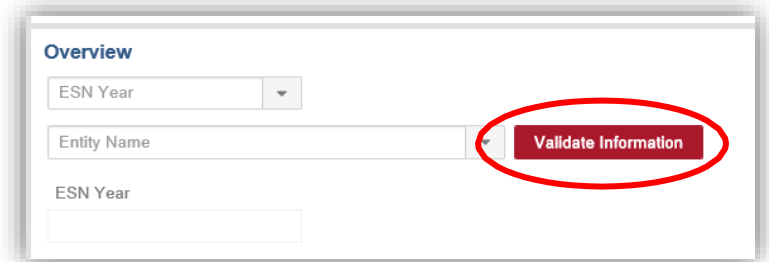 Overview
ESN Year
Entity Name
Validate Information
ESN Year